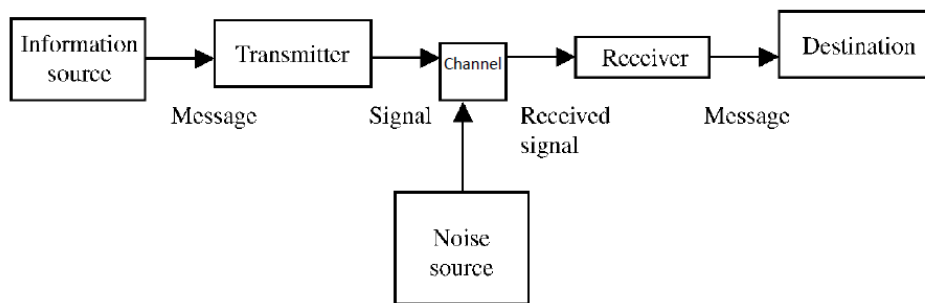 Information
source
Transmitter
Channel
Receiver
Destination
Message
Signal
Received
signal
Message
Noise
source